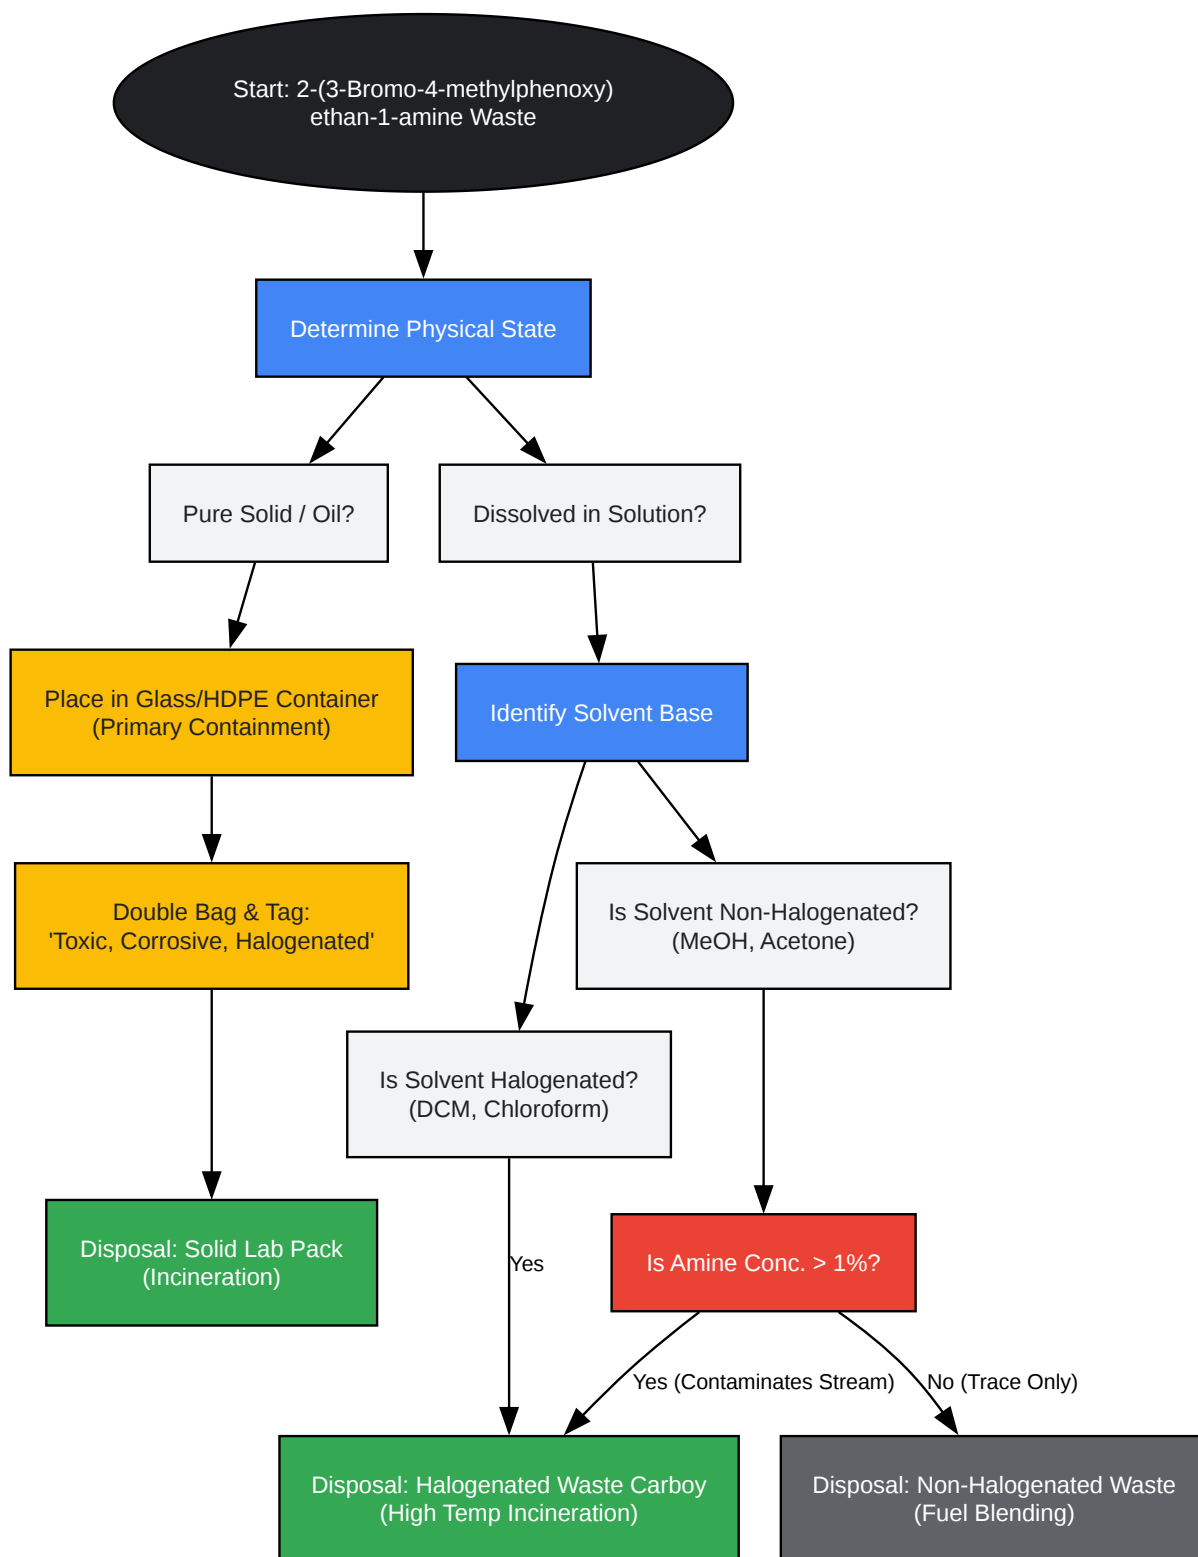 Start: 2-(3-Bromo-4-methylphenoxy)
ethan-1-amine Waste
Determine Physical State
Pure Solid / Oil?
Dissolved in Solution?
Place in Glass/HDPE Container
(Primary Containment)
Identify Solvent Base
Double Bag & Tag:
'Toxic, Corrosive, Halogenated'
Is Solvent Non-Halogenated?
(MeOH, Acetone)
Is Solvent Halogenated?
(DCM, Chloroform)
Disposal: Solid Lab Pack
(Incineration)
Yes
Is Amine Conc. > 1%?
Yes (Contaminates Stream)
No (Trace Only)
Disposal: Halogenated Waste Carboy
(High Temp Incineration)
Disposal: Non-Halogenated Waste
(Fuel Blending)